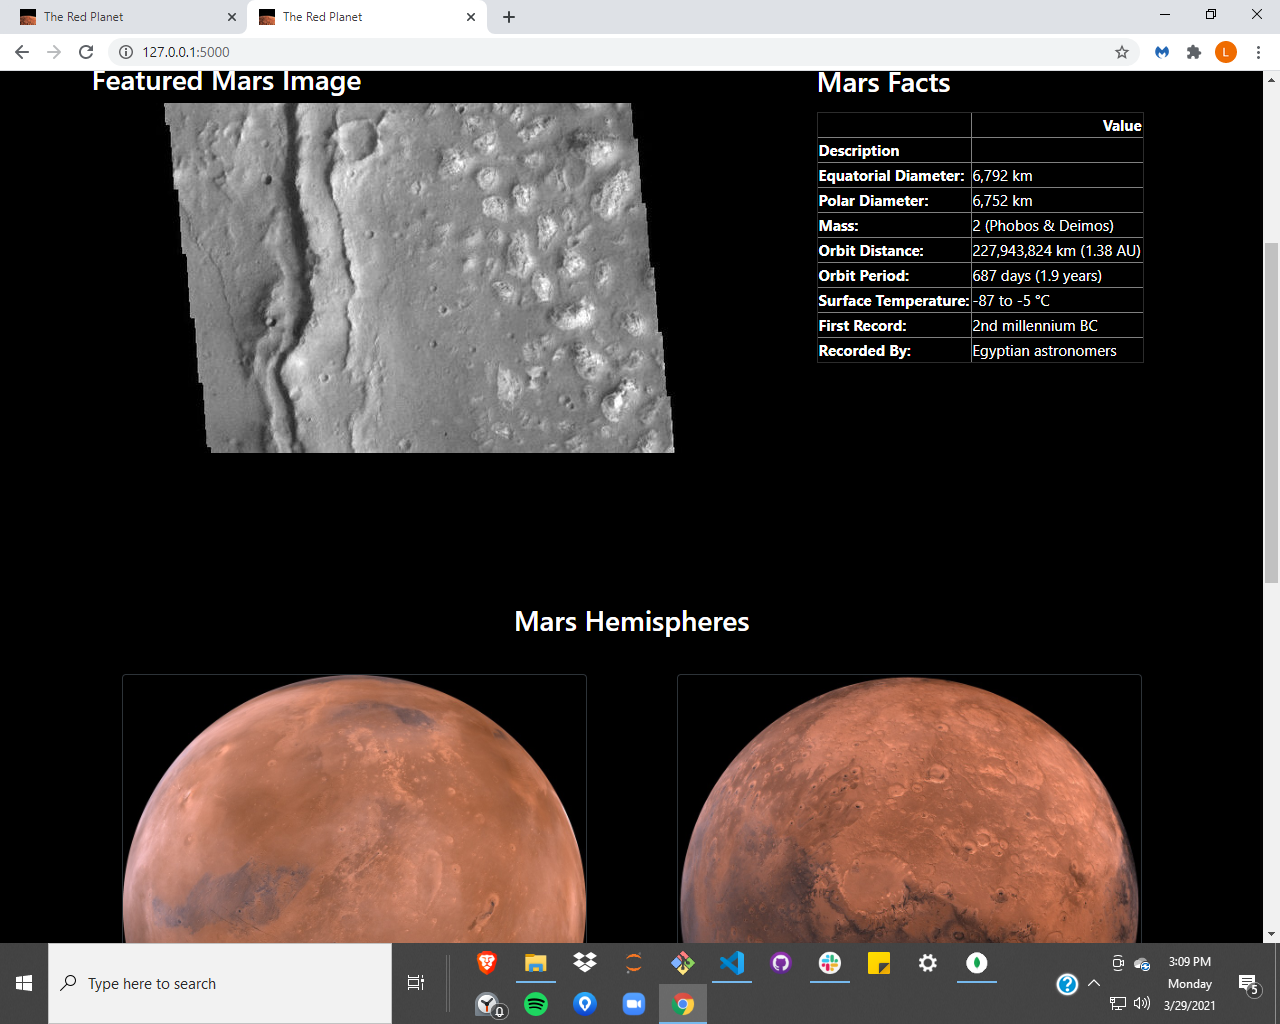 The Red Planet
The Red Planet
127.0.0.1:5000
L
Featured Mars Image
Mars Facts
Value
Description
Equatorial Diameter: 6,792 km
Polar Diameter: 6,752 km
Mass: 2 (Phobos & Deimos)
Orbit Distance: 227,943,824 km (1.38 AU)
Orbit Period: 687 days (1.9 years)
Surface Temperature: -87 to -5 °C
First Record: 2nd millennium BC
Recorded By: Egyptian astronomers
Mars Hemispheres
Type here to search
3:09 PM
Monday
3/29/2021
5